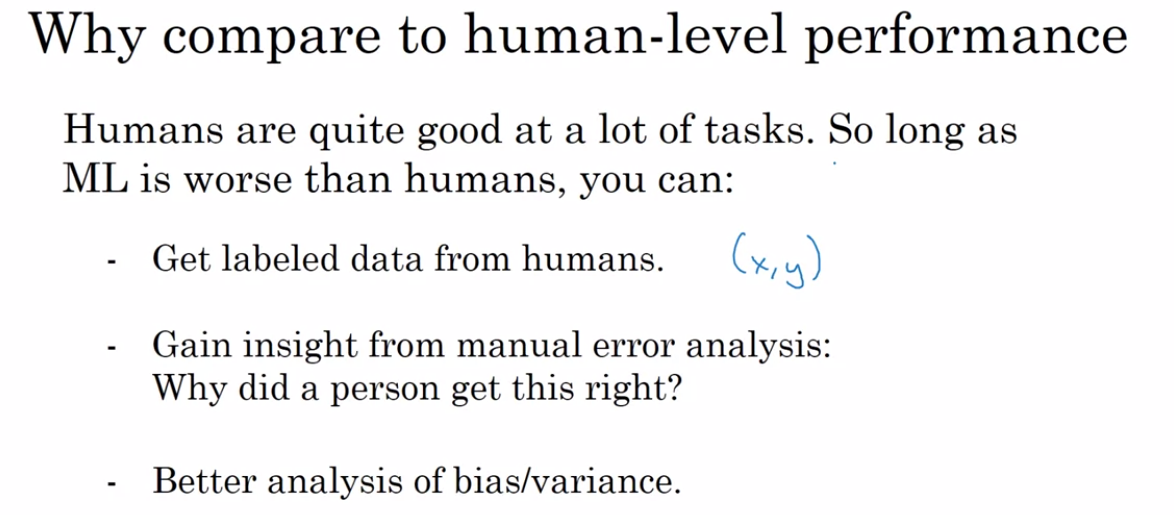 Why compare to human-level performance
Humans are quite good at a lot of tasks. So long as
ML is worse than humans, you can:
- Get labeled data from humans. (x,y)
- Gain insight from manual error analysis:
Why did a person get this right?
- Better analysis of bias/variance.